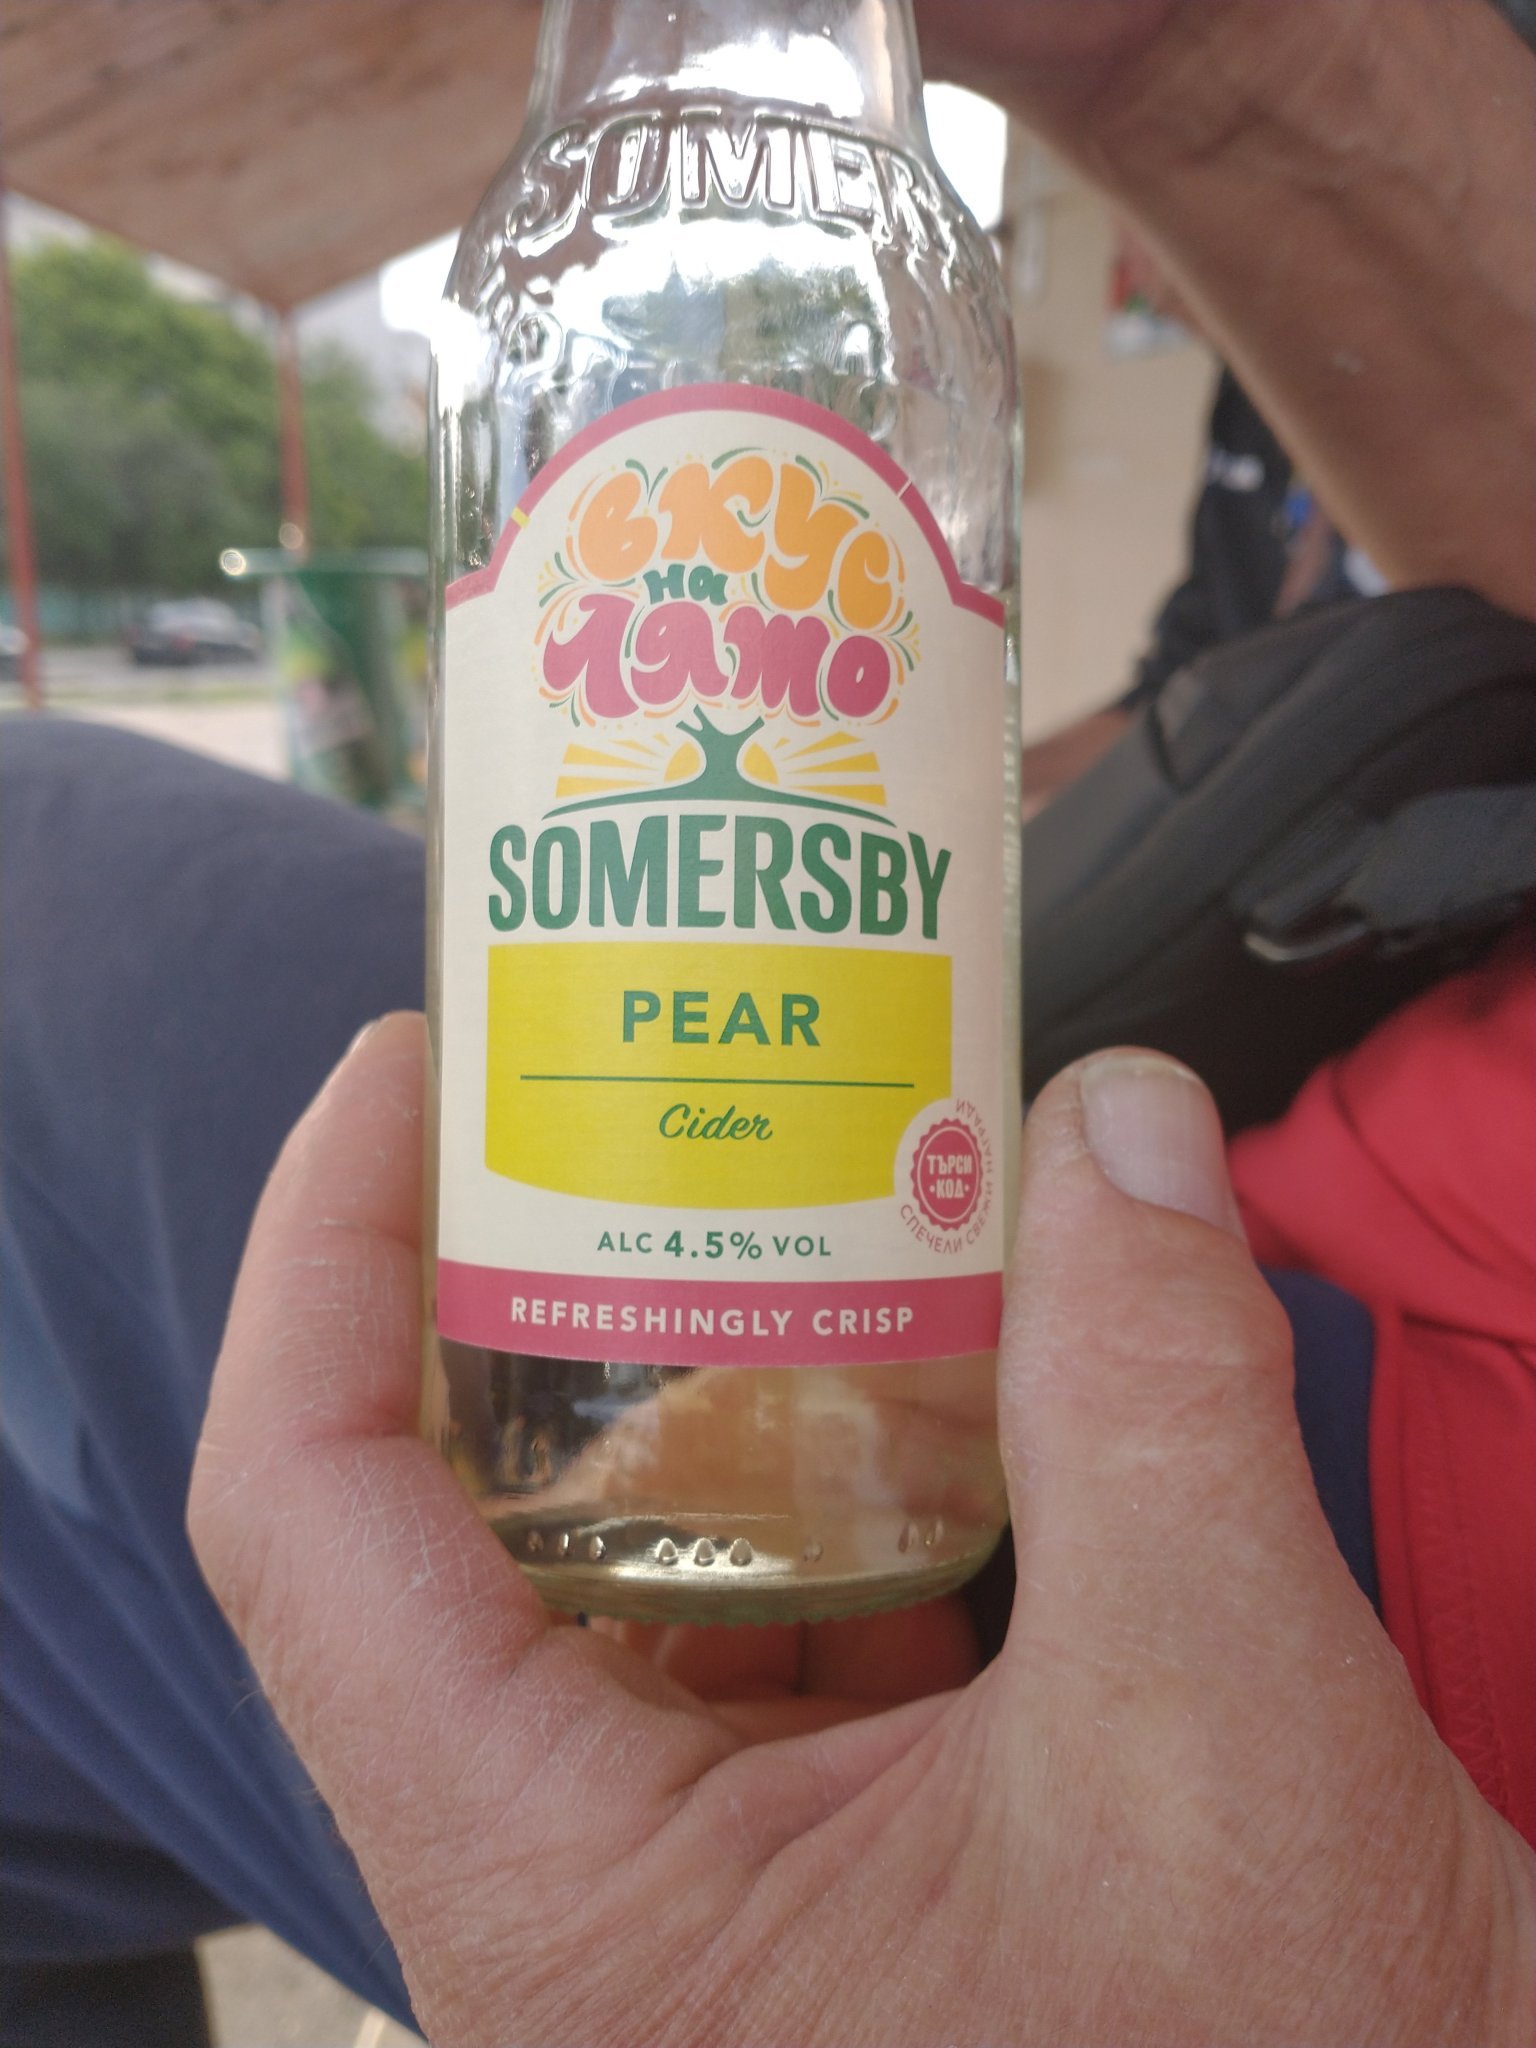 SOMER
вкус
на
лято
SOMERSBY
PEAR
Cider
ТЪРСИ
КОД
СПЕЧЕЛИ СВЕЖИ НАГРАДИ
ALC 4.5% VOL
REFRESHINGLY CRISP